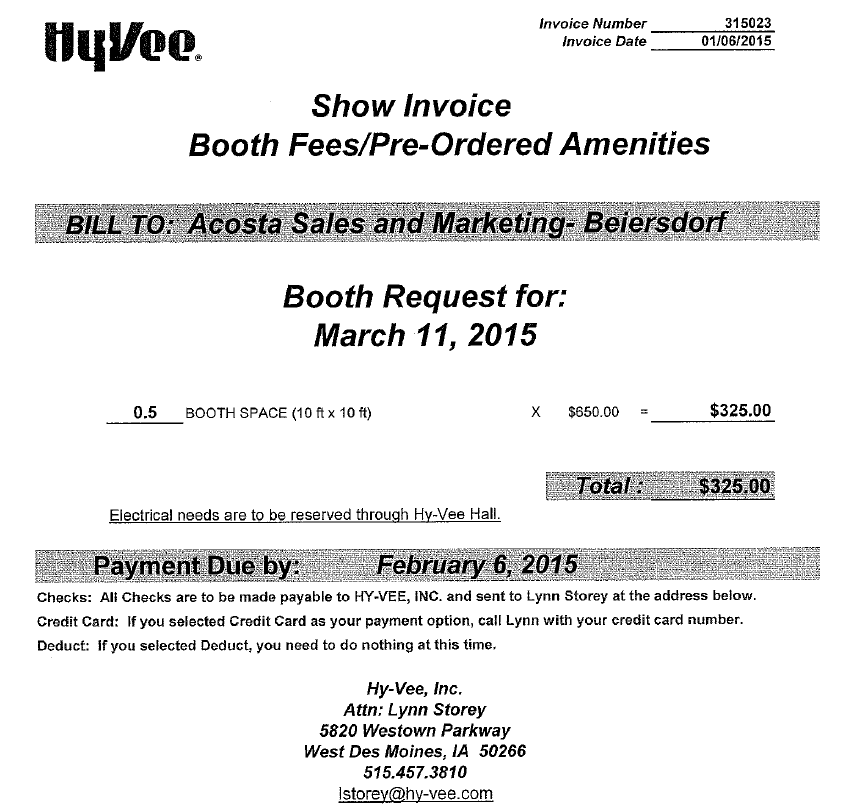 HyVee®
Invoice Number 315023
Invoice Date 01/06/2015
Show Invoice
Booth Fees/Pre-Ordered Amenities
BILL TO: Acosta Sales and Marketing- Beiersdorf
Booth Request for:
March 11, 2015
0.5 BOOTH SPACE (10 ft x 10 ft) X $650.00 = $325.00
Total : $325.00
Electrical needs are to be reserved through Hy-Vee Hall.
Payment Due by: February 6, 2015
Checks: All Checks are to be made payable to HY-VEE, INC. and sent to Lynn Storey at the address below.
Credit Card: If you selected Credit Card as your payment option, call Lynn with your credit card number.
Deduct: If you selected Deduct, you need to do nothing at this time.
Hy-Vee, Inc.
Attn: Lynn Storey
5820 Westown Parkway
West Des Moines, IA 50266
515.457.3810
lstorey@hy-vee.com